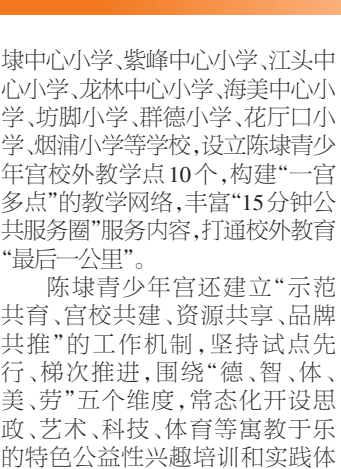 埭中心小学、紫峰中心小学、江头中
心小学、龙林中心小学、海美中心小
学、坊脚小学、群德小学、花厅口小
学、烟浦小学等学校,设立陈埭青少
年宫校外教学点10个,构建“一宫
多点”的教学网络,丰富“15分钟公
共服务圈”服务内容,打通校外教育
“最后一公里”。
陈埭青少年宫还建立“示范
共育、宫校共建、资源共享、品牌
共推”的工作机制,坚持试点先
行、梯次推进,围绕“德、智、体、
美、劳”五个维度,常态化开设思
政、艺术、科技、体育等寓教于乐
的特色公益性兴趣培训和实践体